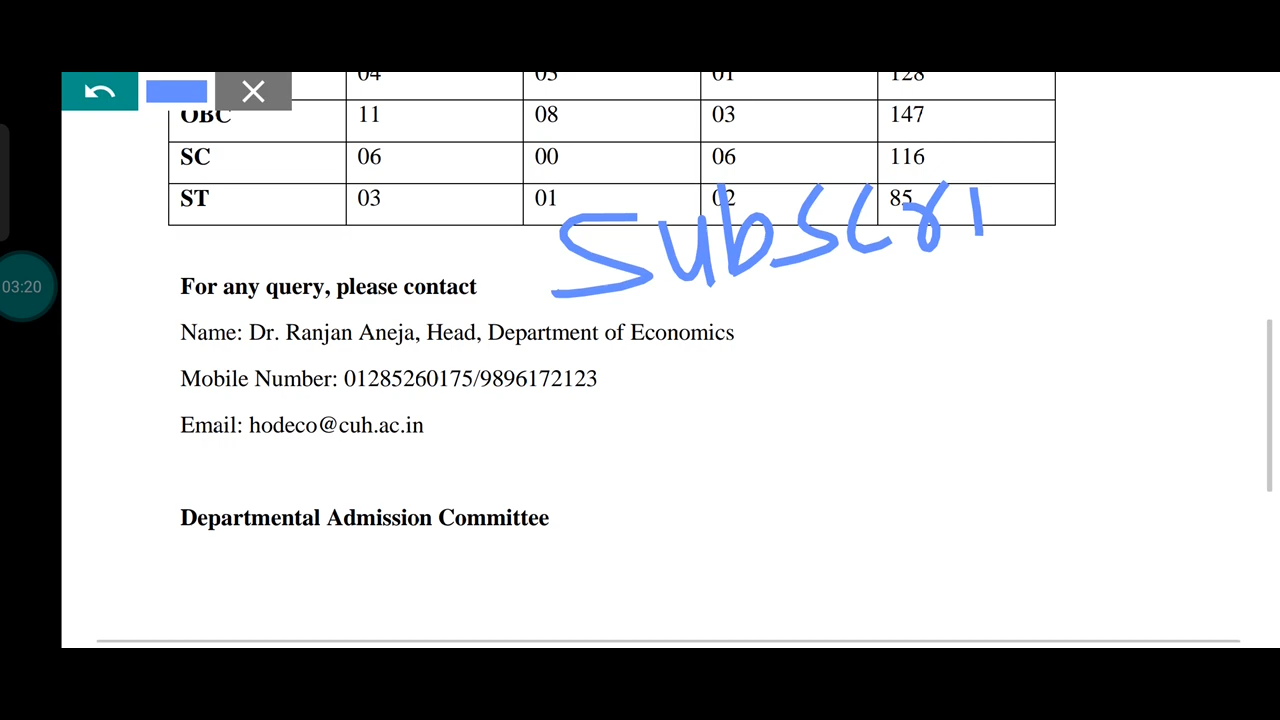 04 05 01 128
OBC 11 08 03 147
SC 06 00 06 116
ST 03 01 02 85
Subscri
For any query, please contact
Name: Dr. Ranjan Aneja, Head, Department of Economics
03:20
Mobile Number: 01285260175/9896172123
Email: hodeco@cuh.ac.in
Departmental Admission Committee